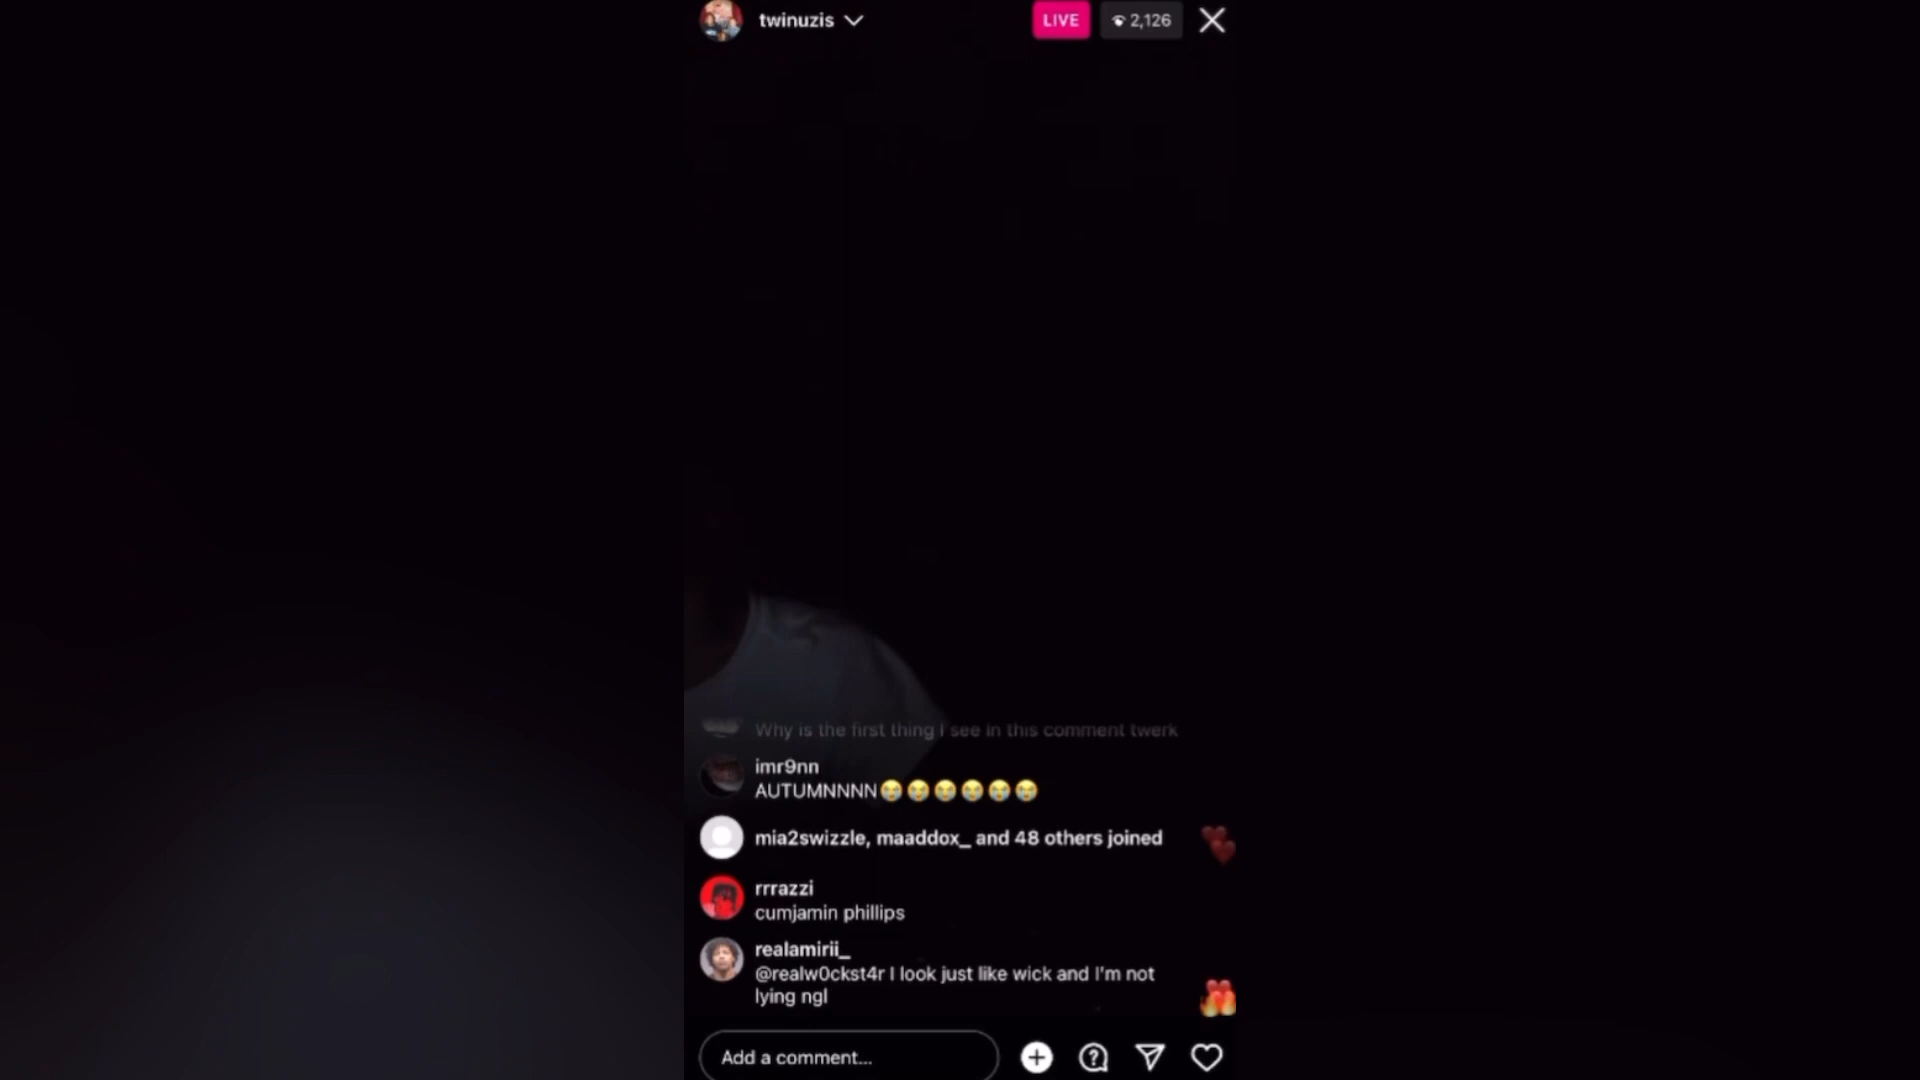 twinuzis
LIVE
2,126
Why is the first thing I see in this comment twerk
imr9nn
AUTUMNNNN😭😭😭😭😭😭
mia2swizzle, maaddox_ and 48 others joined
rrrazzi
cumjamin phillips
realamirii_
@realw0ckst4r I look just like wick and I'm not
lying ngl
Add a comment...